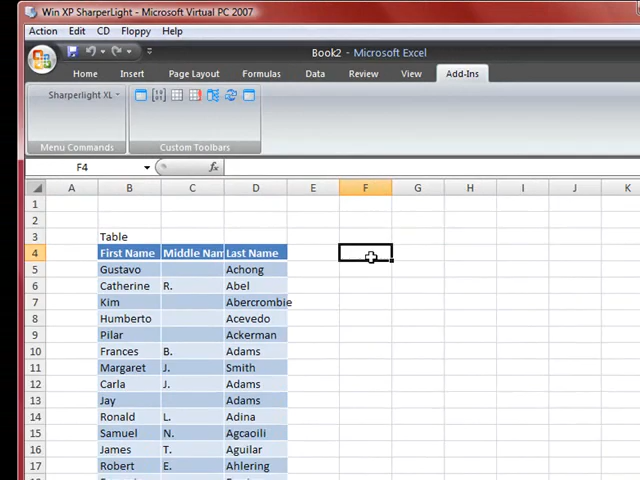 Win XP SharperLight - Microsoft Virtual PC 2007
Action Edit CD Floppy Help
Book2 - Microsoft Excel
Home Insert Page Layout Formulas Data Review View Add-Ins
Sharperlight XL
Menu Commands Custom Toolbars
F4 fx
A B C D E F G H I J K
1
2
3 Table
4 First Name Middle Nam Last Name
5 Gustavo Achong
6 Catherine R. Abel
7 Kim Abercrombie
8 Humberto Acevedo
9 Pilar Ackerman
10 Frances B. Adams
11 Margaret J. Smith
12 Carla J. Adams
13 Jay Adams
14 Ronald L. Adina
15 Samuel N. Agcaoili
16 James T. Aguilar
17 Robert E. Ahlering